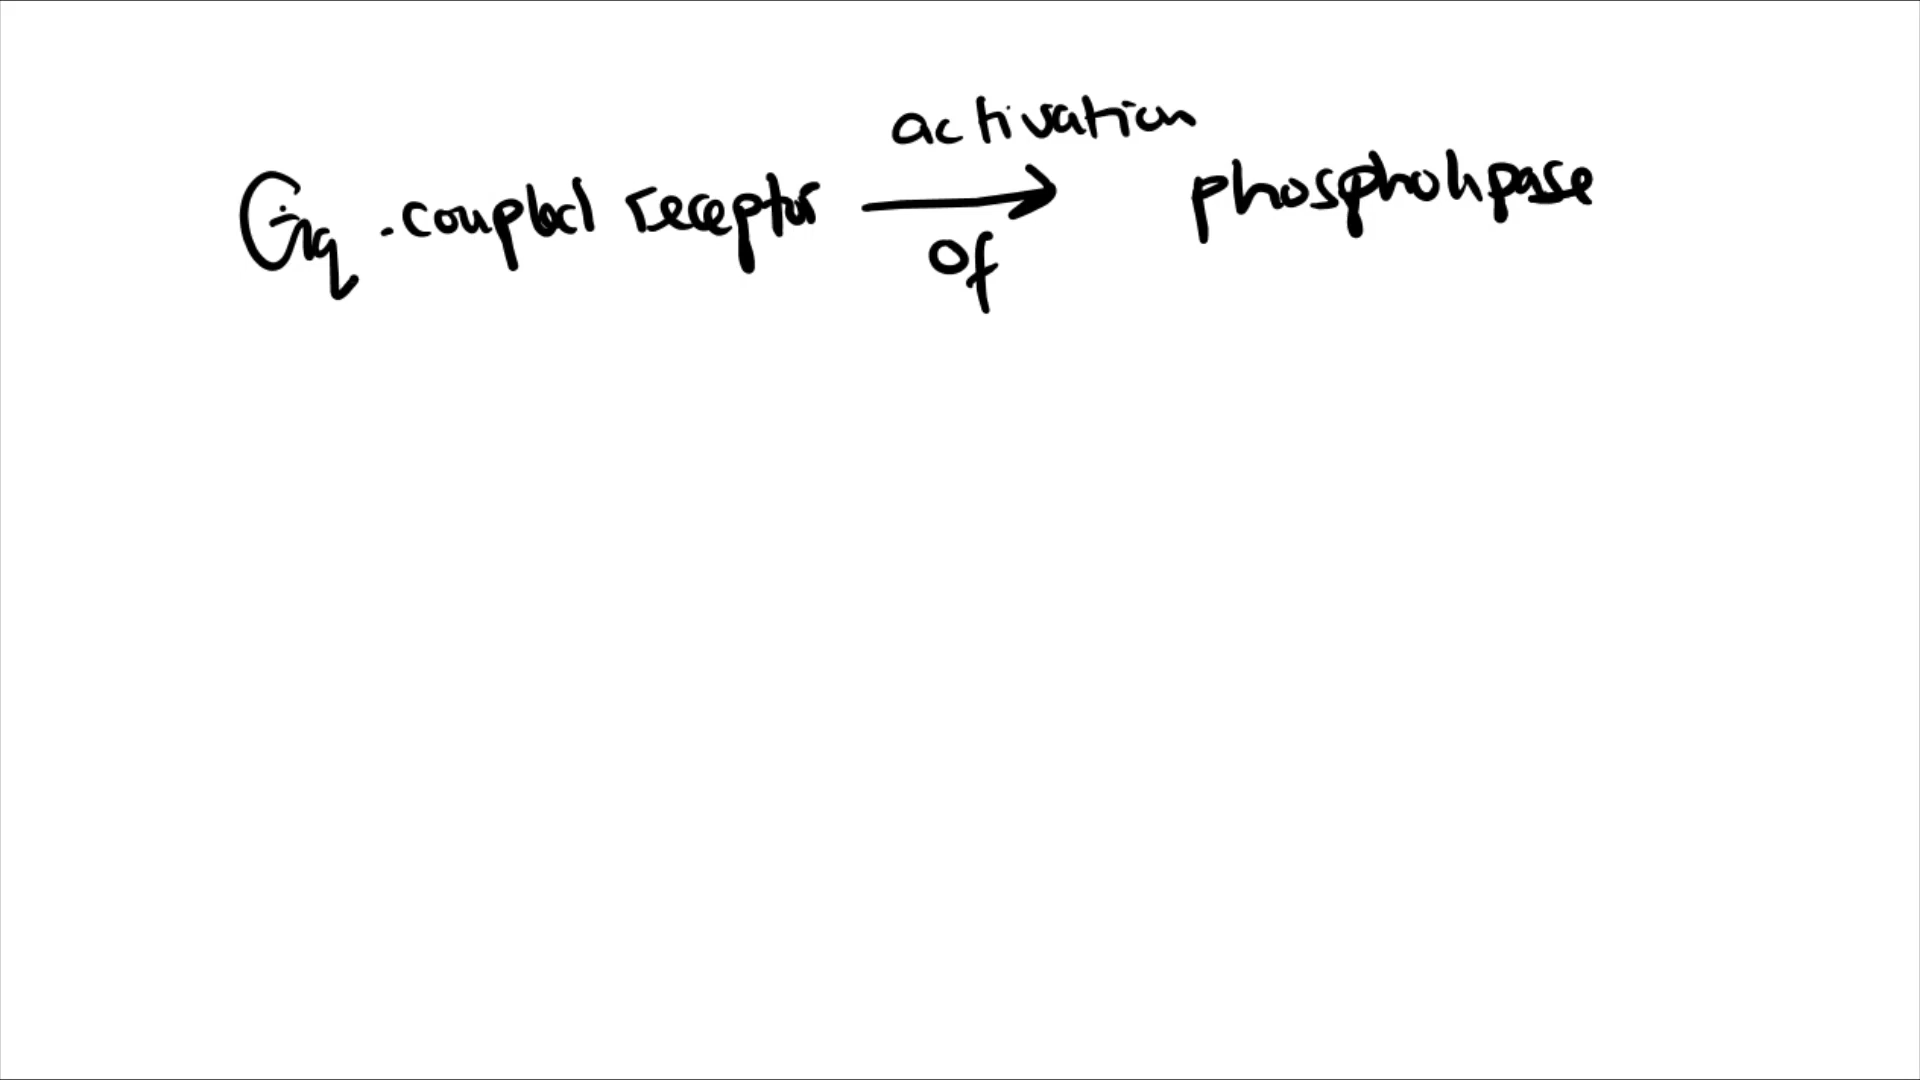 Gq-coupled receptor activation of → phospholipase